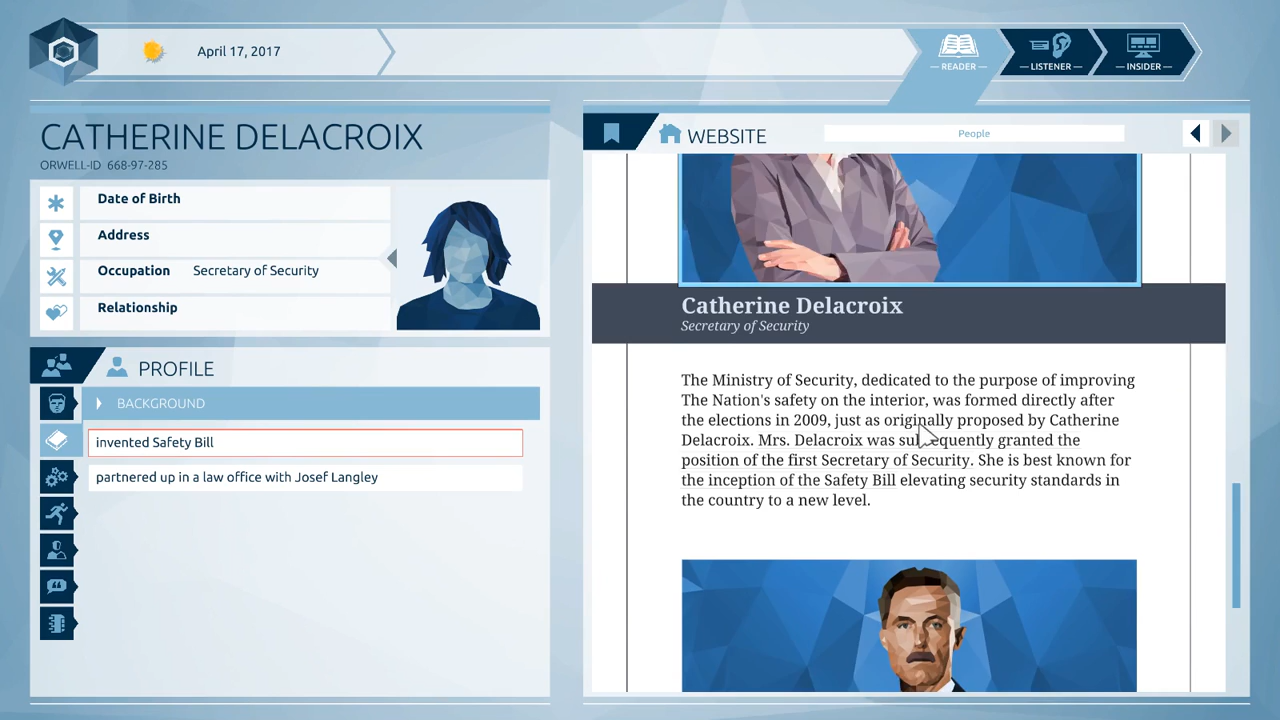 April 17, 2017
— READER —
— LISTENER —
— INSIDER —
CATHERINE DELACROIX
ORWELL-ID 668-97-285
Date of Birth
Address
Occupation Secretary of Security
Relationship
PROFILE
BACKGROUND
invented Safety Bill
partnered up in a law office with Josef Langley
WEBSITE
People
Catherine Delacroix
Secretary of Security
The Ministry of Security, dedicated to the purpose of improving
The Nation's safety on the interior, was formed directly after
the elections in 2009, just as originally proposed by Catherine
Delacroix. Mrs. Delacroix was subsequently granted the
position of the first Secretary of Security. She is best known for
the inception of the Safety Bill elevating security standards in
the country to a new level.